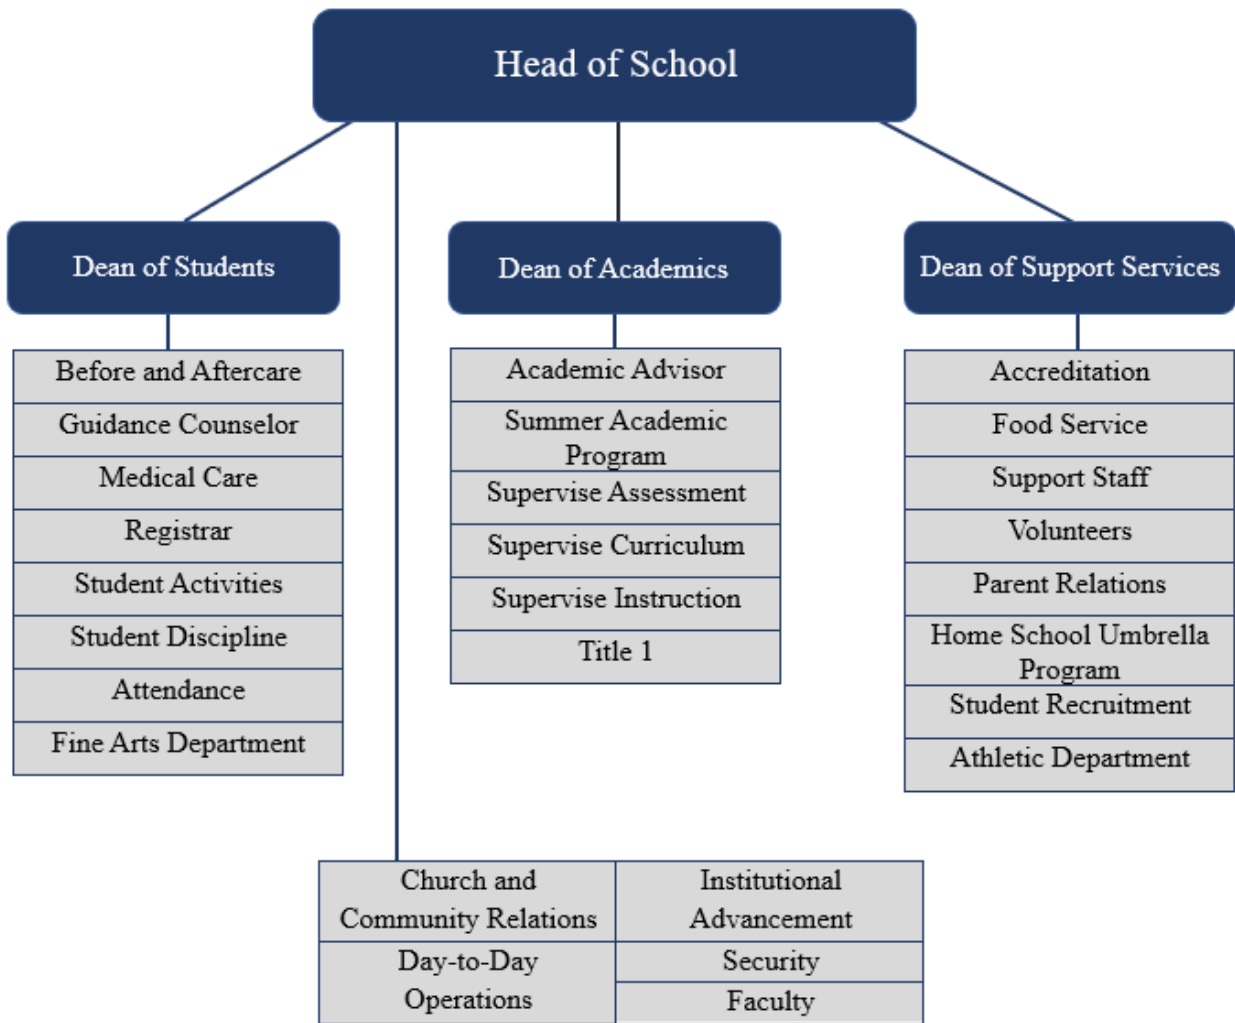 Head of School
Dean of Students
Before and Aftercare
Guidance Counselor
Medical Care
Registrar
Student Activities
Student Discipline
Attendance
Fine Arts Department
Dean of Academics
Academic Advisor
Summer Academic
Program
Supervise Assessment
Supervise Curriculum
Supervise Instruction
Title 1
Dean of Support Services
Accreditation
Food Service
Support Staff
Volunteers
Parent Relations
Home School Umbrella
Program
Student Recruitment
Athletic Department
Church and
Community Relations
Day-to-Day
Operations
Institutional
Advancement
Security
Faculty